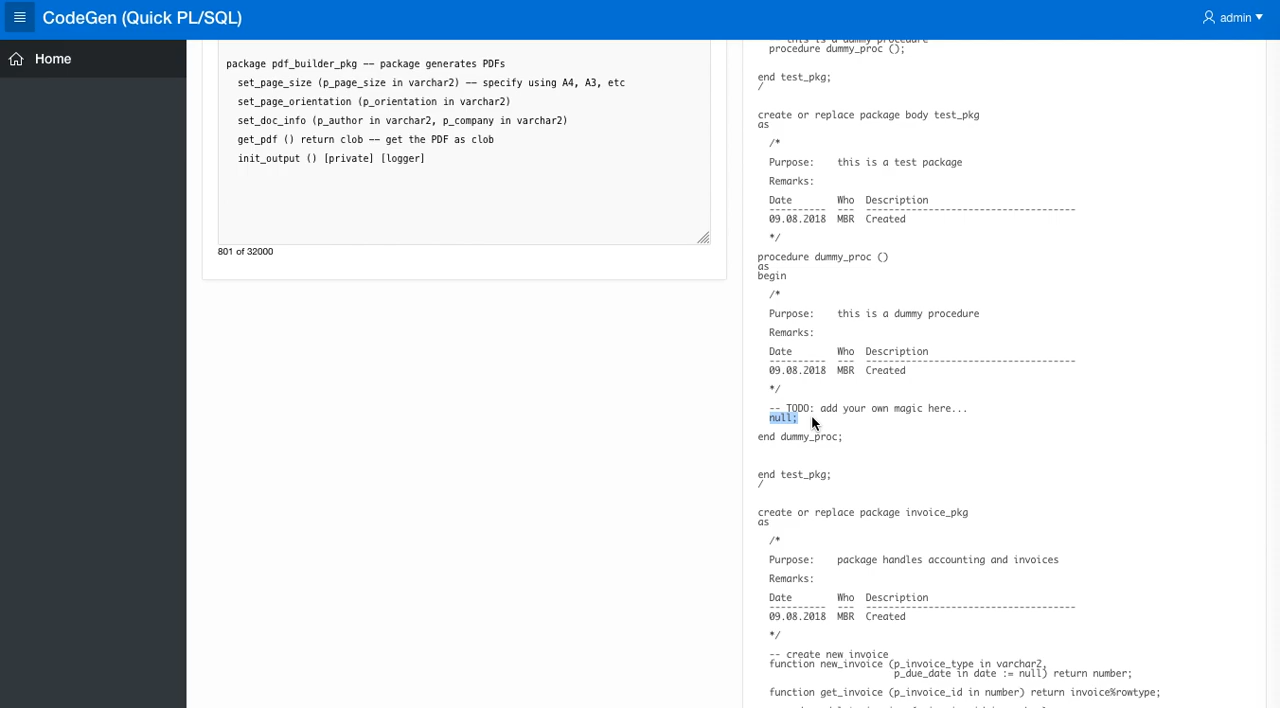 CodeGen (Quick PL/SQL)
admin
Home
package pdf_builder_pkg -- package generates PDFs
set_page_size (p_page_size in varchar2) -- specify using A4, A3, etc
set_page_orientation (p_orientation in varchar2)
set_doc_info (p_author in varchar2, p_company in varchar2)
get_pdf () return clob -- get the PDF as clob
init_output () [private] [logger]
801 of 32000
-- this is a dummy procedure
procedure dummy_proc ();
end test_pkg;
/
create or replace package body test_pkg
as
/*
Purpose:    this is a test package
Remarks:
Date        Who  Description
----------  ---  -------------------------------------
09.08.2018  MBR  Created
*/
procedure dummy_proc ()
as
begin
/*
Purpose:    this is a dummy procedure
Remarks:
Date        Who  Description
----------  ---  -------------------------------------
09.08.2018  MBR  Created
*/
-- TODO: add your own magic here...
null;
end dummy_proc;
end test_pkg;
/
create or replace package invoice_pkg
as
/*
Purpose:    package handles accounting and invoices
Remarks:
Date        Who  Description
----------  ---  -------------------------------------
09.08.2018  MBR  Created
*/
-- create new invoice
function new_invoice (p_invoice_type in varchar2,
p_due_date in date := null) return number;
function get_invoice (p_invoice_id in number) return invoice%rowtype;